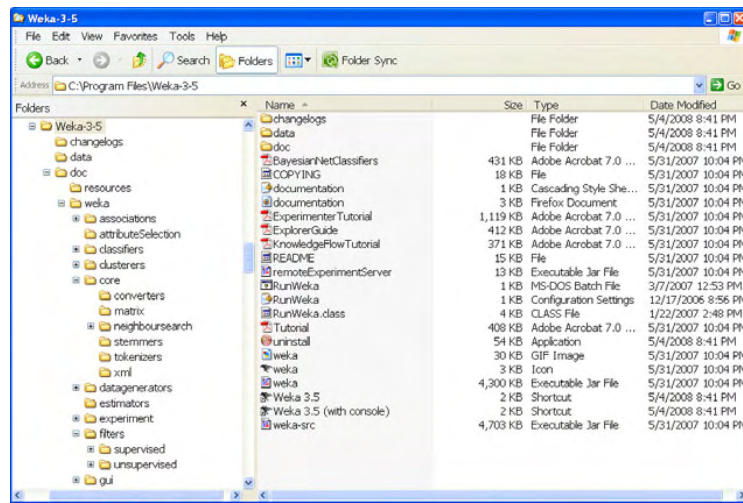 Weka-3-5
File Edit View Favorites Tools Help
Back Search Folders Folder Sync
Address C:\Program Files\Weka-3-5 Go
Folders x
Weka-3-5
changelogs
data
doc
resources
weka
associations
attributeSelection
classifiers
clusterers
core
converters
matrix
neighboursearch
stemmers
tokenizers
xml
datagenerators
estimators
experiment
filters
supervised
unsupervised
gui
Name Size Type Date Modified
changelogs File Folder 5/4/2008 8:41 PM
data File Folder 5/4/2008 8:41 PM
doc File Folder 5/4/2008 8:41 PM
BayesianNetClassifiers 431 KB Adobe Acrobat 7.0 ... 5/31/2007 10:04 PM
COPYING 18 KB File 5/31/2007 10:04 PM
documentation 1 KB Cascading Style She... 5/31/2007 10:04 PM
documentation 3 KB Firefox Document 5/31/2007 10:04 PM
ExperimenterTutorial 1,119 KB Adobe Acrobat 7.0 ... 5/31/2007 10:04 PM
ExplorerGuide 412 KB Adobe Acrobat 7.0 ... 5/31/2007 10:04 PM
KnowledgeFlowTutorial 371 KB Adobe Acrobat 7.0 ... 5/31/2007 10:04 PM
README 15 KB File 5/31/2007 10:04 PM
remoteExperimentServer 13 KB Executable Jar File 5/31/2007 10:04 PM
RunWeka 1 KB MS-DOS Batch File 3/7/2007 12:53 PM
RunWeka 1 KB Configuration Settings 12/17/2006 8:56 PM
RunWeka.class 4 KB CLASS File 1/22/2007 2:48 PM
Tutorial 408 KB Adobe Acrobat 7.0 ... 5/31/2007 10:04 PM
uninstall 54 KB Application 5/4/2008 8:41 PM
weka 30 KB GIF Image 5/31/2007 10:04 PM
weka 3 KB Icon 5/31/2007 10:04 PM
weka 4,300 KB Executable Jar File 5/31/2007 10:04 PM
Weka 3.5 2 KB Shortcut 5/4/2008 8:41 PM
Weka 3.5 (with console) 2 KB Shortcut 5/4/2008 8:41 PM
weka-src 4,703 KB Executable Jar File 5/31/2007 10:04 PM